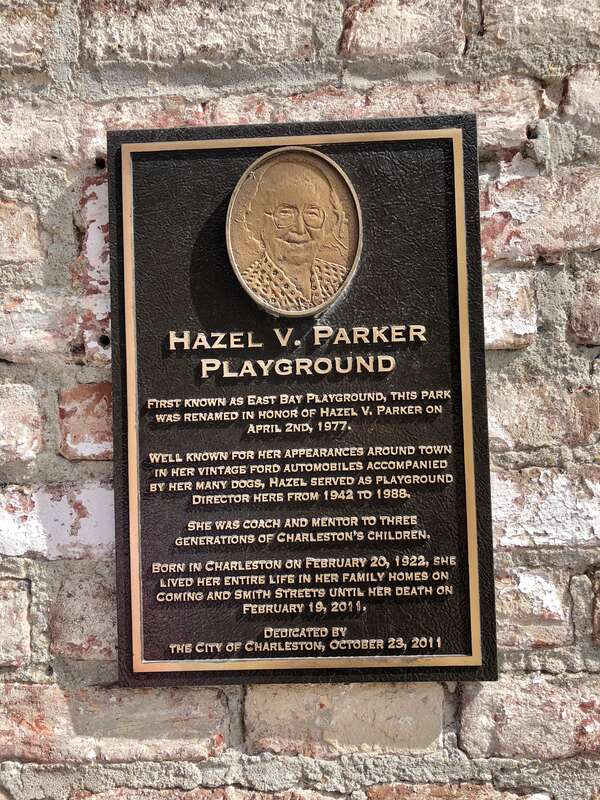 Hazel V. Parker
Playground
First known as East Bay Playground, this park
was renamed in honor of Hazel V. Parker on
April 2nd, 1977.
Well known for her appearances around town
in her vintage Ford automobiles accompanied
by her many dogs, Hazel served as playground
Director here from 1942 to 1988.
She was coach and mentor to three
generations of Charleston's children.
Born in Charleston on February 20, 1922, she
lived her entire life in her family homes on
Coming and Smith Streets until her death on
February 19, 2011.
Dedicated by
the City of Charleston, October 23, 2011